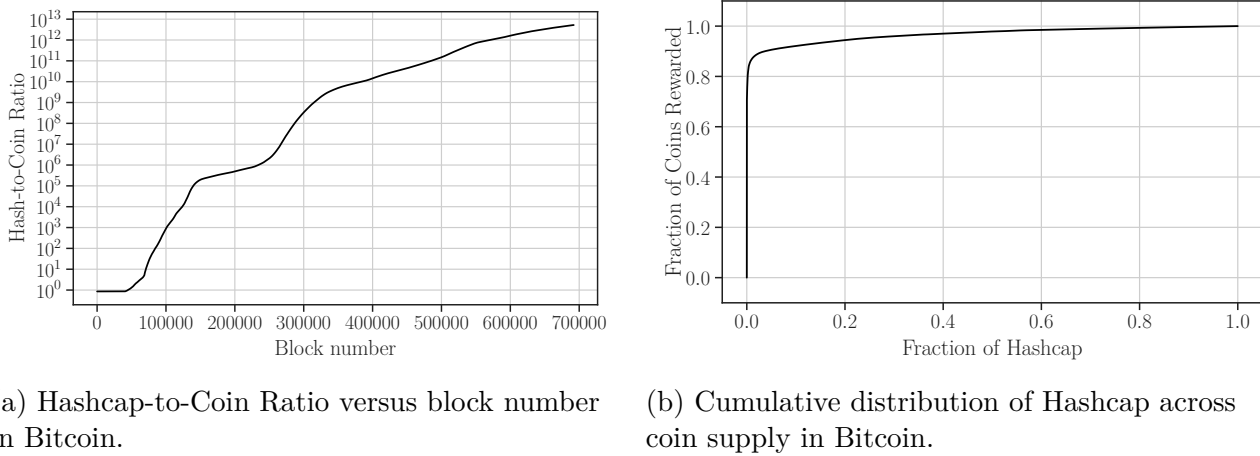 Hash-to-Coin Ratio
10^13
10^12
10^11
10^10
10^9
10^8
10^7
10^6
10^5
10^4
10^3
10^2
10^1
10^0
0 100000 200000 300000 400000 500000 600000 700000
Block number
a) Hashcap-to-Coin Ratio versus block number
n Bitcoin.
Fraction of Coins Rewarded
1.0
0.8
0.6
0.4
0.2
0.0
0.0 0.2 0.4 0.6 0.8 1.0
Fraction of Hashcap
(b) Cumulative distribution of Hashcap across
coin supply in Bitcoin.